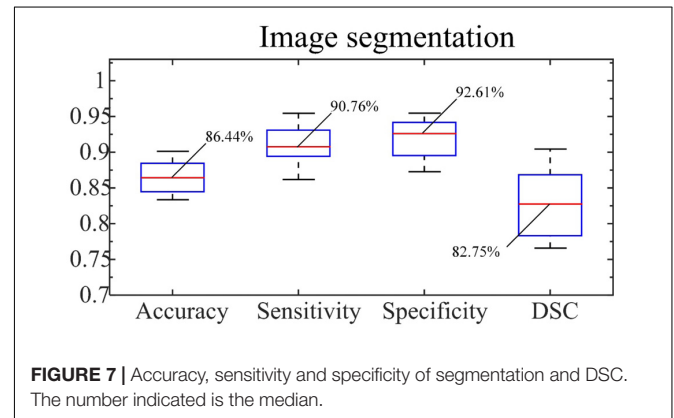 Image segmentation
1
0.95
0.9
0.85
0.8
0.75
0.7
86.44%
90.76%
92.61%
82.75%
Accuracy Sensitivity Specificity DSC
FIGURE 7 | Accuracy, sensitivity and specificity of segmentation and DSC.
The number indicated is the median.